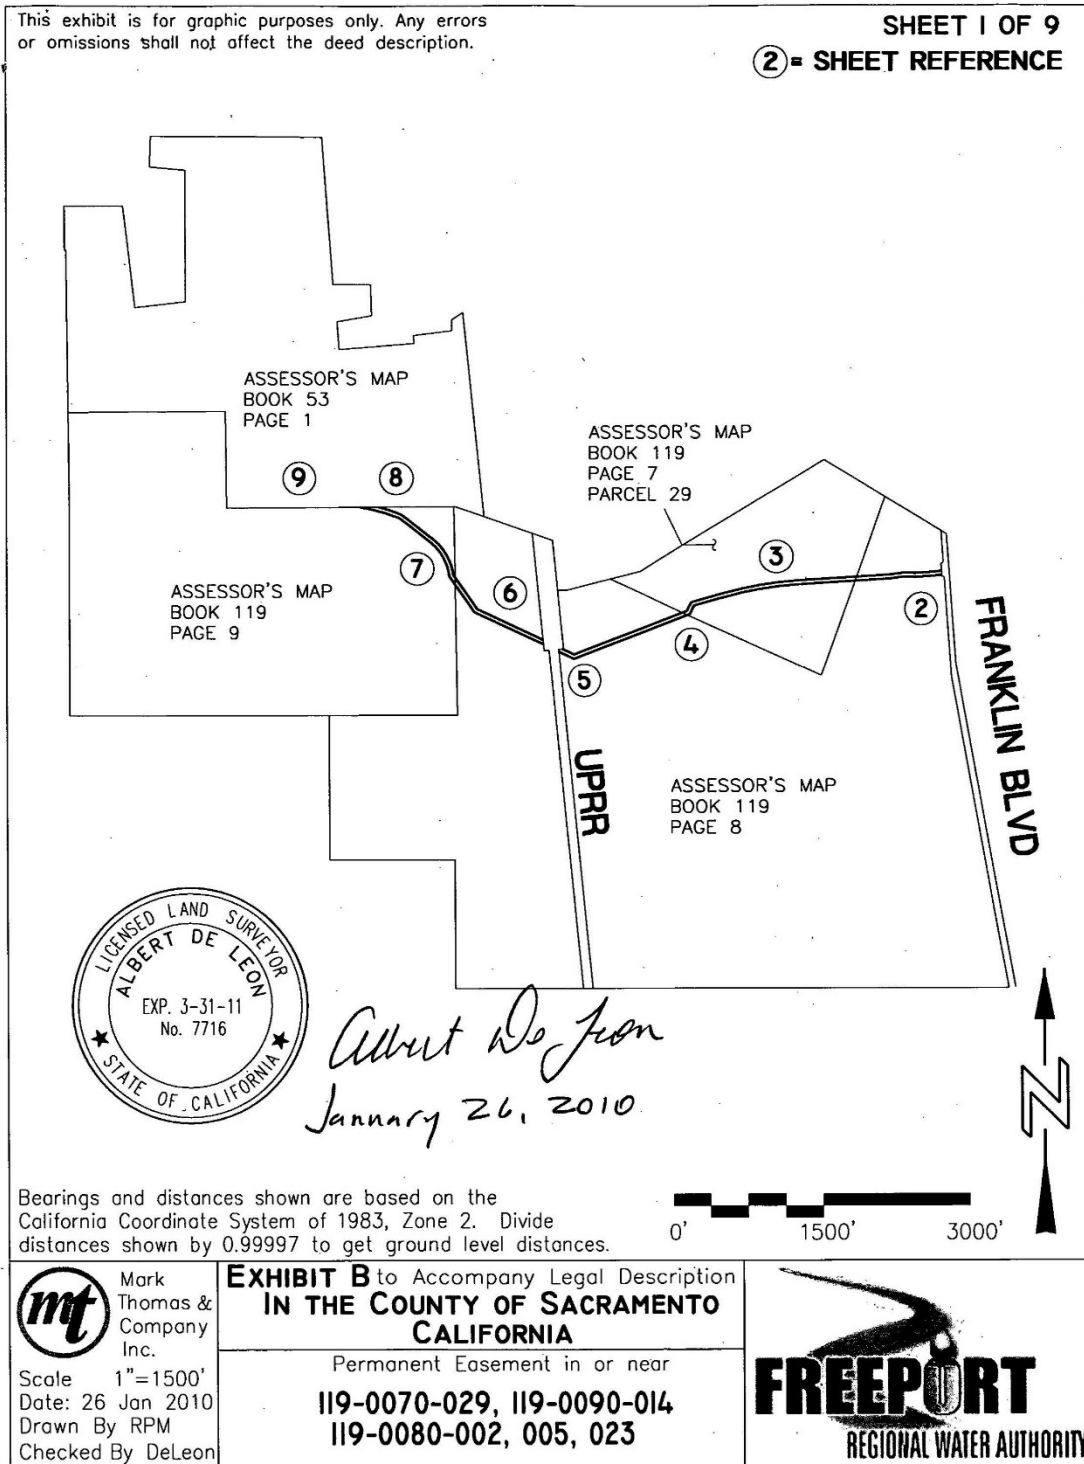 This exhibit is for graphic purposes only. Any errors
or omissions shall not affect the deed description.
SHEET 1 OF 9
2 = SHEET REFERENCE
ASSESSOR'S MAP
BOOK 53
PAGE 1
ASSESSOR'S MAP
BOOK 119
PAGE 7
PARCEL 29
9
8
3
7
6
2
ASSESSOR'S MAP
BOOK 119
PAGE 9
4
5
FRANKLIN BLVD
UPRR
ASSESSOR'S MAP
BOOK 119
PAGE 8
LICENSED LAND SURVEYOR
ALBERT DE LEON
EXP. 3-31-11
No. 7716
STATE OF CALIFORNIA
Albert De Leon
January 26, 2010
N
Bearings and distances shown are based on the
California Coordinate System of 1983, Zone 2. Divide
distances shown by 0.99997 to get ground level distances.
0' 1500' 3000'
mt
Mark
Thomas &
Company
Inc.
Scale 1"=1500'
Date: 26 Jan 2010
Drawn By RPM
Checked By DeLeon
EXHIBIT B to Accompany Legal Description
IN THE COUNTY OF SACRAMENTO
CALIFORNIA
Permanent Easement in or near
119-0070-029, 119-0090-014
119-0080-002, 005, 023
FREEPORT
REGIONAL WATER AUTHORITY